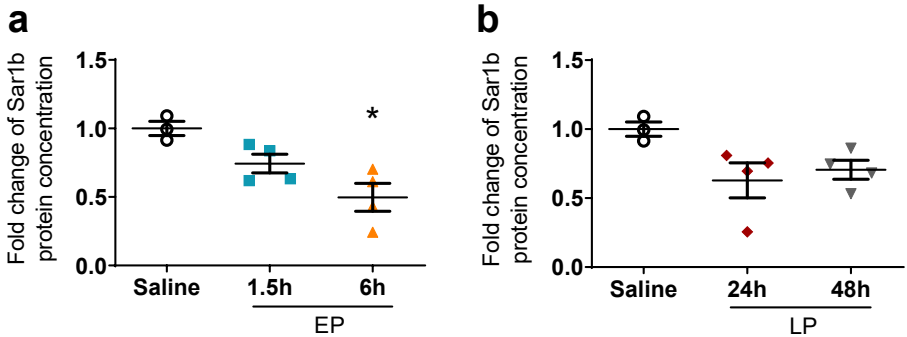 a
Fold change of Sar1b
protein concentration
1.5
1.0
0.5
0.0
*
Saline 1.5h 6h
EP
b
Fold change of Sar1b
protein concentration
1.5
1.0
0.5
0.0
Saline 24h 48h
LP